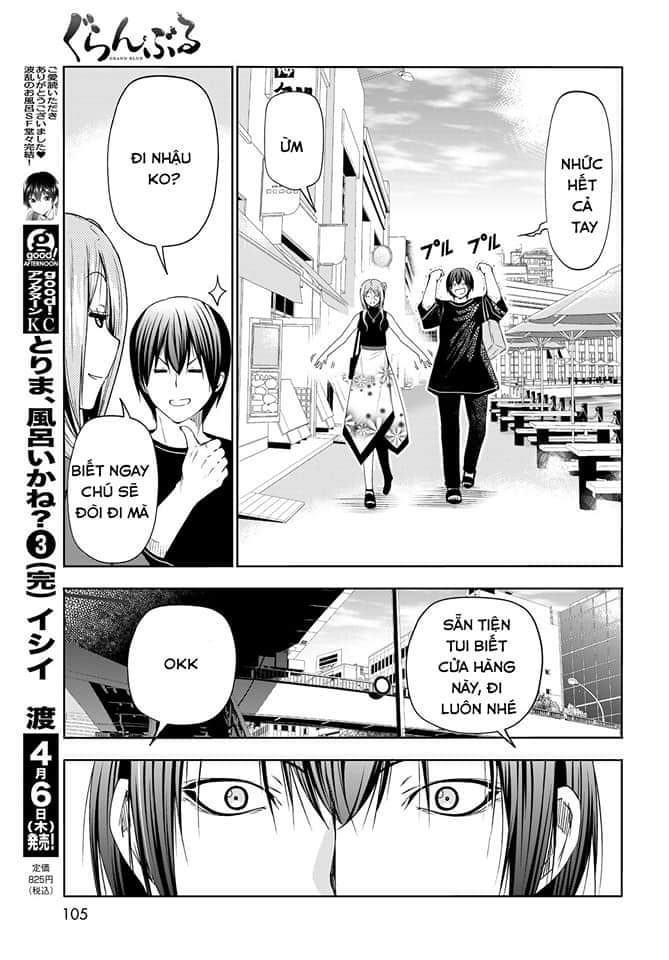 ぐらんぶる
GRAND BLUE
ご愛読いただき
ありがとうございました♥
波乱のお風呂SF堂々完結！
good!
AFTERNOON
good!
アフタヌーン
KC
とりま、風呂いかね？③(完) イシイ 渡
4月6日(木)発売!
定価
825円
(税込)
NHỨC
HẾT
CẢ
TAY
ỪM
プル
プル
ĐI NHẬU
KO?
BIẾT NGAY
CHÚ SẼ
ĐÒI ĐI MÀ
SẴN TIỆN
TUI BIẾT
CỬA HÀNG
NÀY, ĐI
LUÔN NHÉ
OKK
105